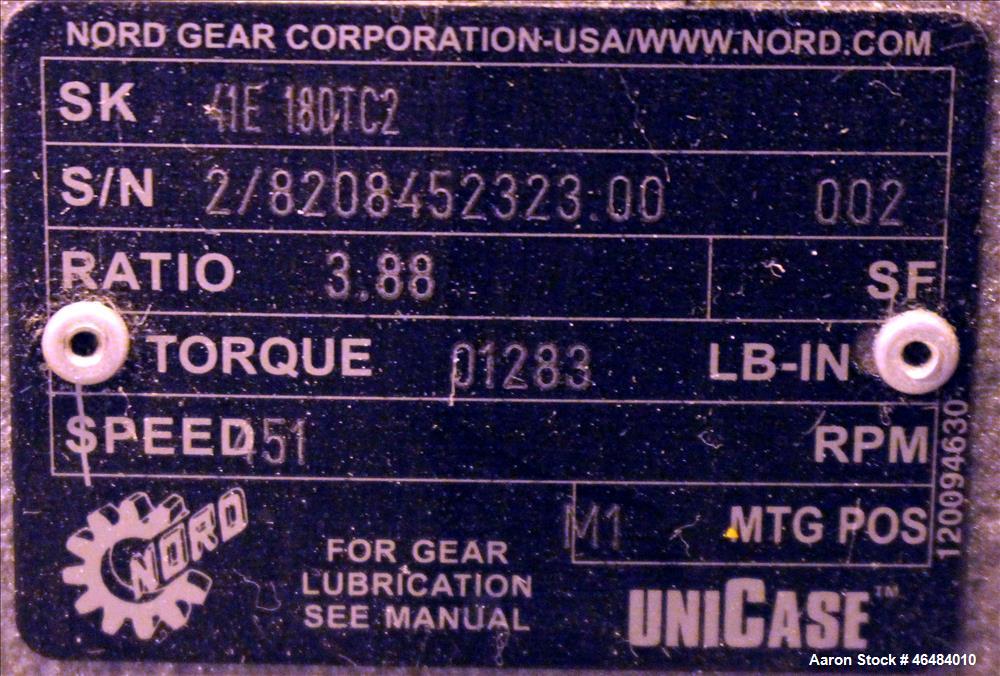 NORD GEAR CORPORATION-USA/WWW.NORD.COM
SK 41E 180TC2
S/N 2/8208452323.00 002
RATIO 3.88 SF
TORQUE 01283 LB-IN
SPEED 451 RPM
M1 MTG POS
120094630
NORD
FOR GEAR
LUBRICATION
SEE MANUAL
UNICASE™
Aaron Stock # 46484010